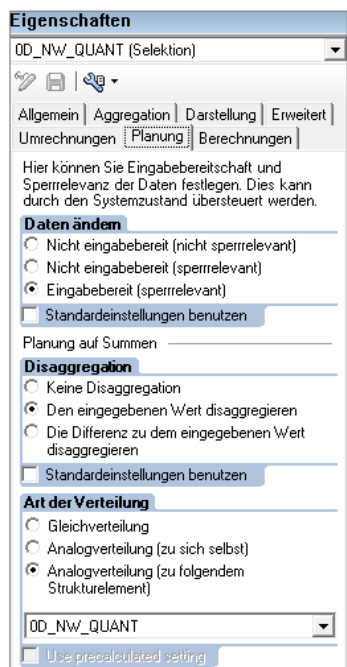 Eigenschaften
0D_NW_QUANT (Selektion)
Allgemein Aggregation Darstellung Erweitert
Umrechnungen Planung Berechnungen
Hier können Sie Eingabebereitschaft und
Sperrrelevanz der Daten festlegen. Dies kann
durch den Systemzustand übersteuert werden.
Daten ändern
Nicht eingabebereit (nicht sperrrelevant)
Nicht eingabebereit (sperrrelevant)
Eingabebereit (sperrrelevant)
Standardeinstellungen benutzen
Planung auf Summen
Disaggregation
Keine Disaggregation
Den eingegebenen Wert disaggregieren
Die Differenz zu dem eingegebenen Wert
disaggregieren
Standardeinstellungen benutzen
Art der Verteilung
Gleichverteilung
Analogverteilung (zu sich selbst)
Analogverteilung (zu folgendem
Strukturelement)
0D_NW_QUANT
Use precalculated setting